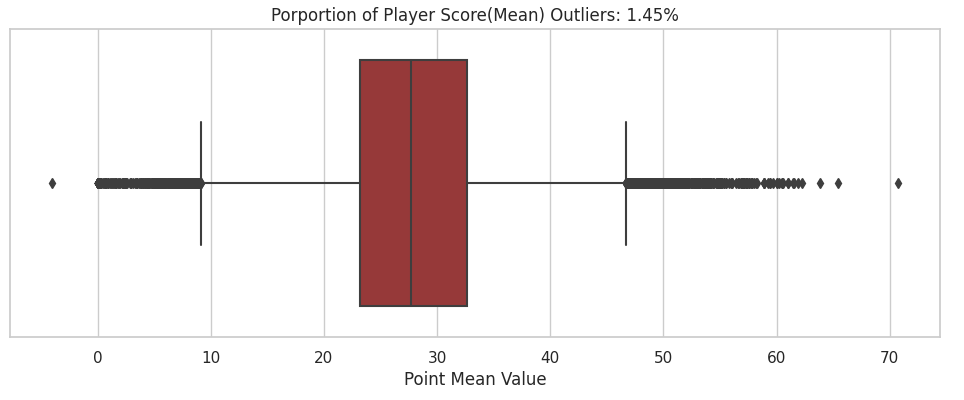 Porportion of Player Score(Mean) Outliers: 1.45%
0 10 20 30 40 50 60 70
Point Mean Value